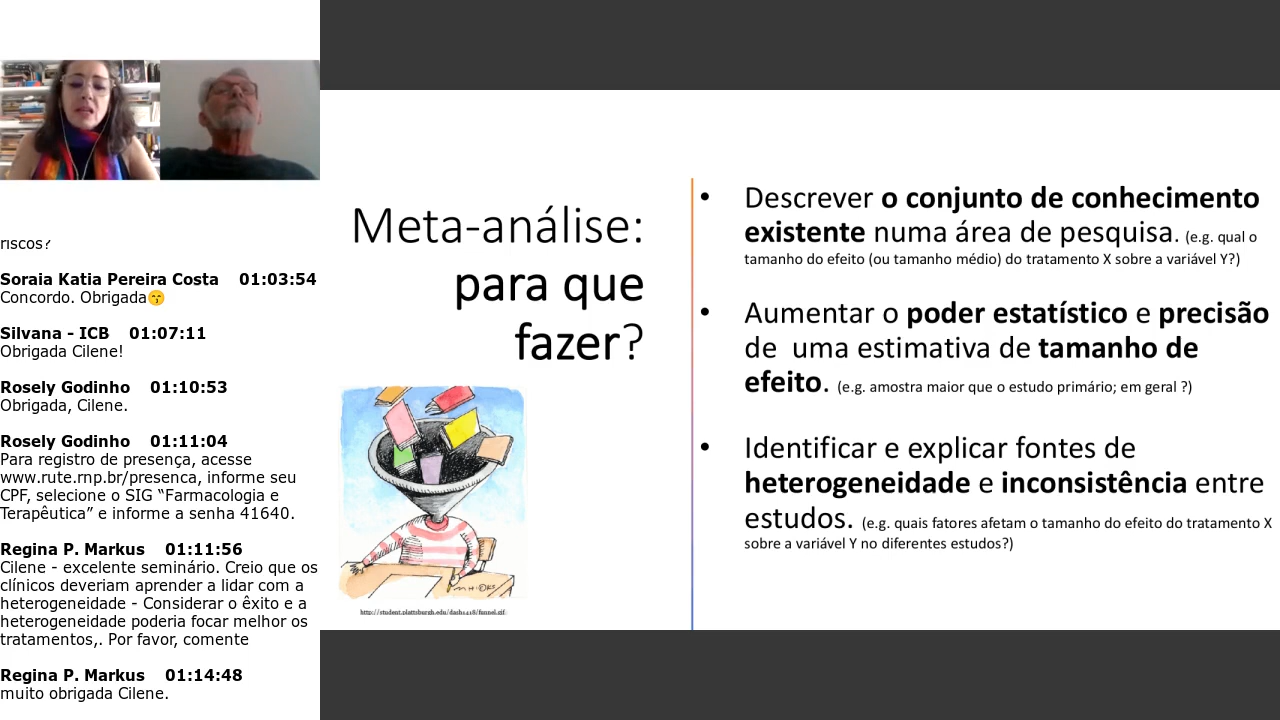 riscos?
Soraia Katia Pereira Costa 01:03:54
Concordo. Obrigada😙
Silvana - ICB 01:07:11
Obrigada Cilene!
Rosely Godinho 01:10:53
Obrigada, Cilene.
Rosely Godinho 01:11:04
Para registro de presença, acesse
www.rute.rnp.br/presenca, informe seu
CPF, selecione o SIG “Farmacologia e
Terapêutica” e informe a senha 41640.
Regina P. Markus 01:11:56
Cilene - excelente seminário. Creio que os
clínicos deveriam aprender a lidar com a
heterogeneidade - Considerar o êxito e a
heterogeneidade poderia focar melhor os
tratamentos,. Por favor, comente
Regina P. Markus 01:14:48
muito obrigada Cilene.
Meta-análise:
para que
fazer?
http://student.plattsburgh.edu/dash1418/funnel.gif
• Descrever o conjunto de conhecimento
existente numa área de pesquisa. (e.g. qual o
tamanho do efeito (ou tamanho médio) do tratamento X sobre a variável Y?)
• Aumentar o poder estatístico e precisão
de uma estimativa de tamanho de
efeito. (e.g. amostra maior que o estudo primário; em geral ?)
• Identificar e explicar fontes de
heterogeneidade e inconsistência entre
estudos. (e.g. quais fatores afetam o tamanho do efeito do tratamento X
sobre a variável Y no diferentes estudos?)